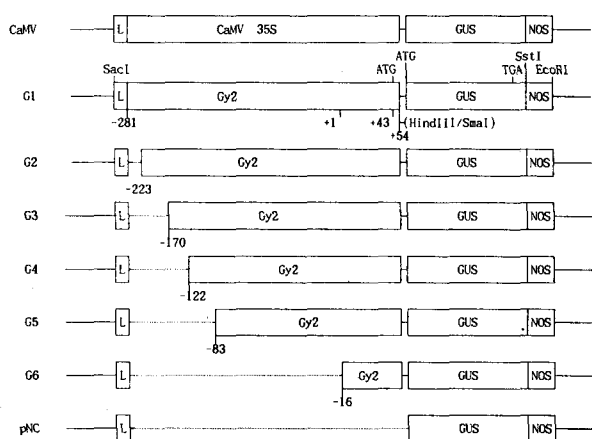 CaMV L CaMV 35S GUS NOS
ATG SstI
SacI ATG TGA EcoRI
G1 L Gy2 GUS NOS
-281 +1 +43 (HindIII/SmaI)
+54
G2 L Gy2 GUS NOS
-223
G3 L Gy2 GUS NOS
-170
G4 L Gy2 GUS NOS
-122
G5 L Gy2 GUS NOS
-83
G6 L Gy2 GUS NOS
-16
pNC L GUS NOS